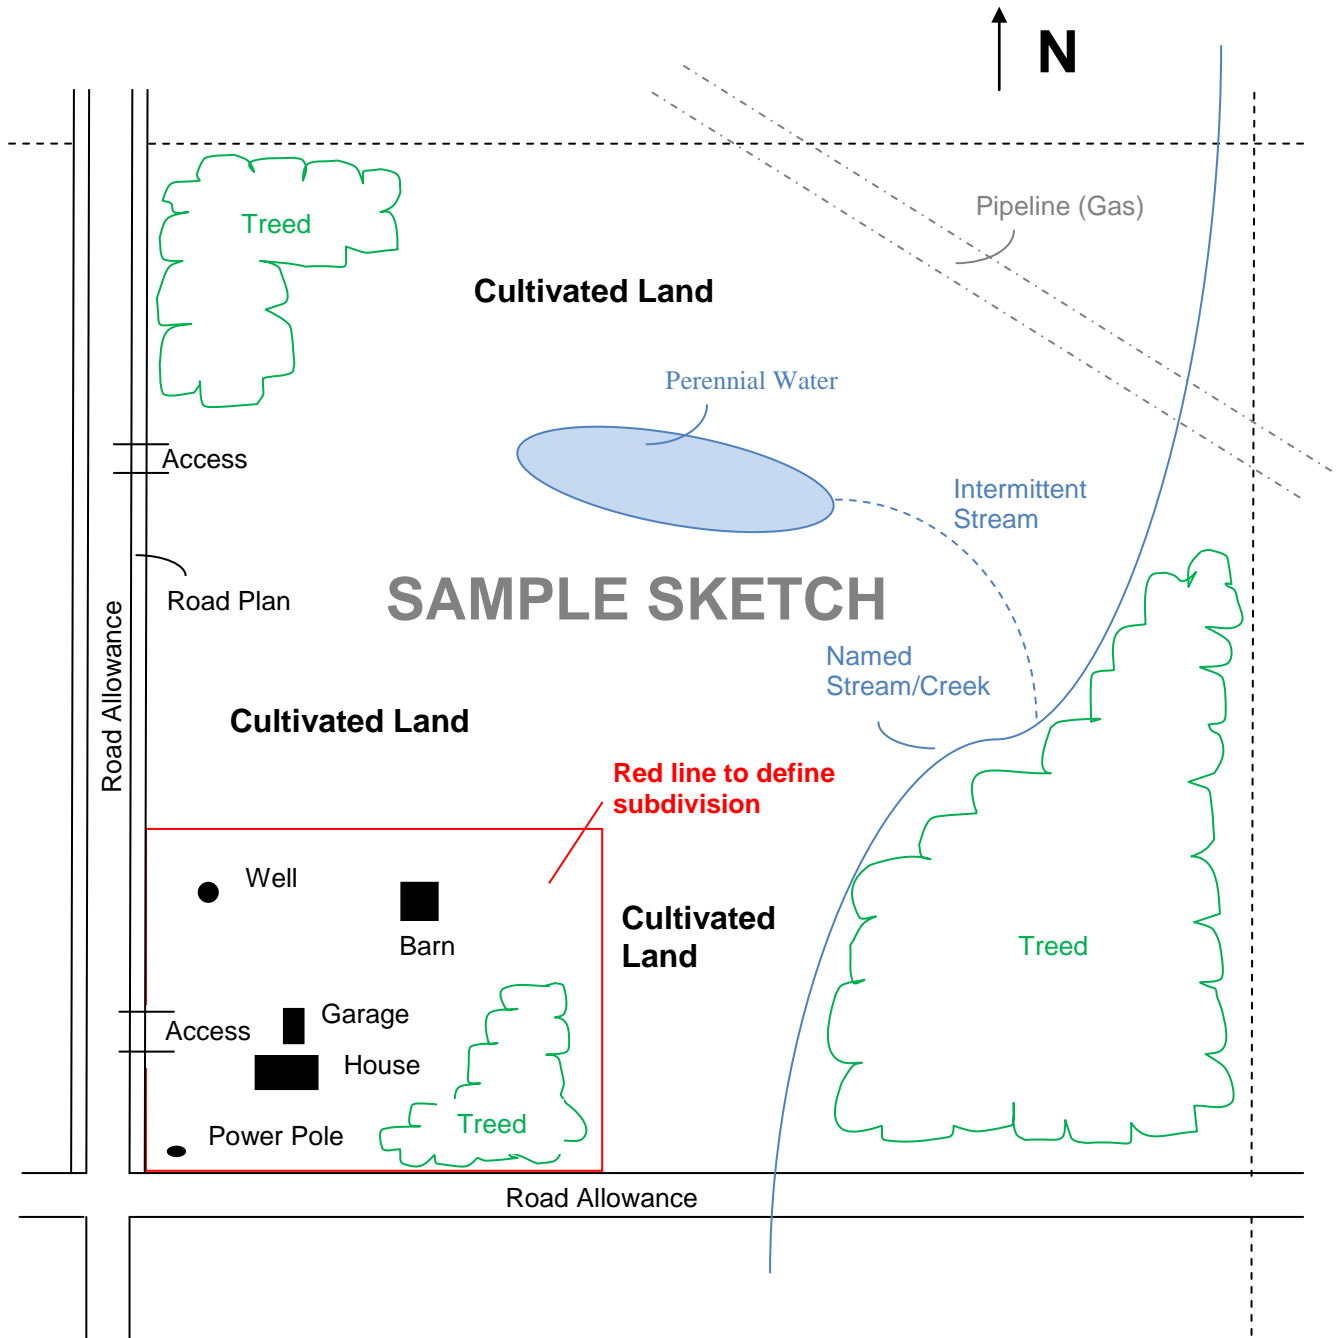 N
Pipeline (Gas)
Treed
Cultivated Land
Perennial Water
Access
Intermittent
Stream
SAMPLE SKETCH
Road Plan
Road Allowance
Named
Stream/Creek
Cultivated Land
Red line to define
subdivision
Well
Barn
Cultivated
Land
Treed
Garage
Access
House
Treed
Power Pole
Road Allowance